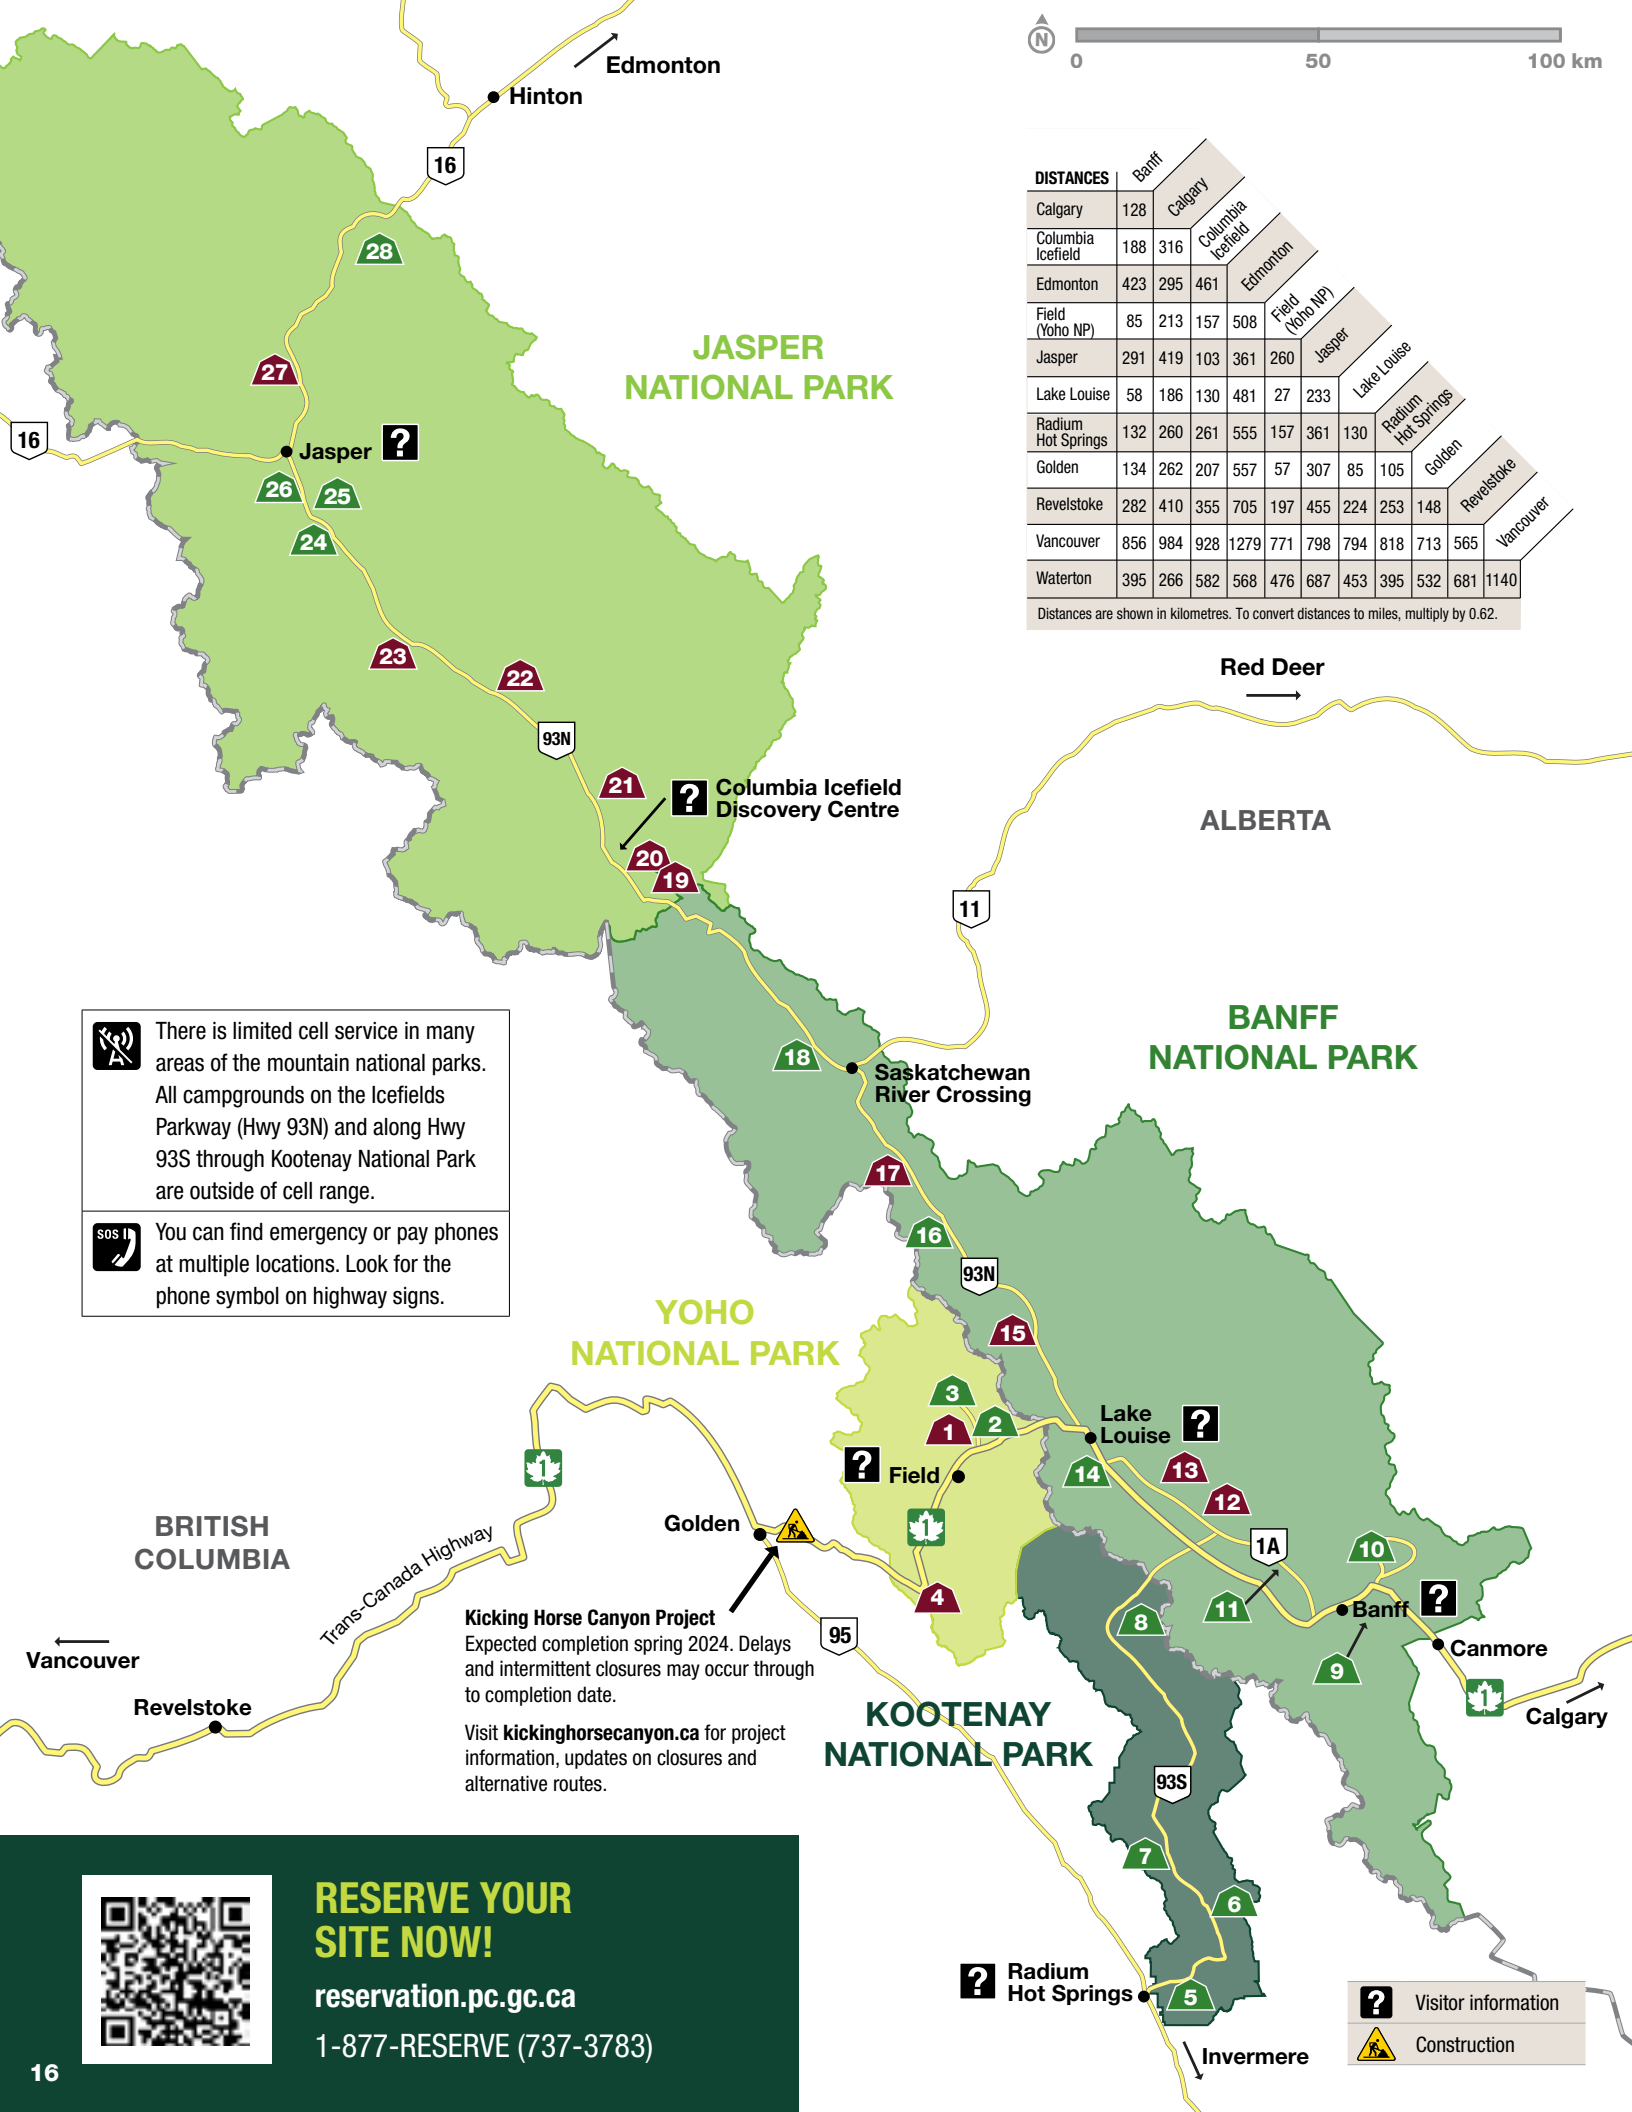 Edmonton
Hinton
16
N
0 50 100 km
28
JASPER
NATIONAL PARK
27
16
Jasper ?
26 25
24
23
22
93N
21
? Columbia Icefield
Discovery Centre
20
19
DISTANCES Banff Calgary Columbia Icefield Edmonton Field (Yoho NP) Jasper Lake Louise Radium Hot Springs Golden Revelstoke Vancouver
Calgary 128
Columbia
Icefield 188 316
Edmonton 423 295 461
Field
(Yoho NP) 85 213 157 508
Jasper 291 419 103 361 260
Lake Louise 58 186 130 481 27 233
Radium
Hot Springs 132 260 261 555 157 361 130
Golden 134 262 207 557 57 307 85 105
Revelstoke 282 410 355 705 197 455 224 253 148
Vancouver 856 984 928 1279 771 798 794 818 713 565
Waterton 395 266 582 568 476 687 453 395 532 681 1140
Distances are shown in kilometres. To convert distances to miles, multiply by 0.62.
Red Deer
ALBERTA
11
BANFF
NATIONAL PARK
18
Saskatchewan
River Crossing
17
16
93N
15
There is limited cell service in many
areas of the mountain national parks.
All campgrounds on the Icefields
Parkway (Hwy 93N) and along Hwy
93S through Kootenay National Park
are outside of cell range.
SOS
You can find emergency or pay phones
at multiple locations. Look for the
phone symbol on highway signs.
YOHO
NATIONAL PARK
3
1 2
? Field
1
4
Lake
Louise ?
14
13
12
1A
10
11
Banff ?
9
Canmore
1
Calgary
1
Golden
BRITISH
COLUMBIA
Trans-Canada Highway
Vancouver
Revelstoke
Kicking Horse Canyon Project
Expected completion spring 2024. Delays
and intermittent closures may occur through
to completion date.
Visit kickinghorsecanyon.ca for project
information, updates on closures and
alternative routes.
95
8
KOOTENAY
NATIONAL PARK
93S
7
6
? Radium
Hot Springs
5
Invermere
? Visitor information
Construction
RESERVE YOUR
SITE NOW!
reservation.pc.gc.ca
1-877-RESERVE (737-3783)
16